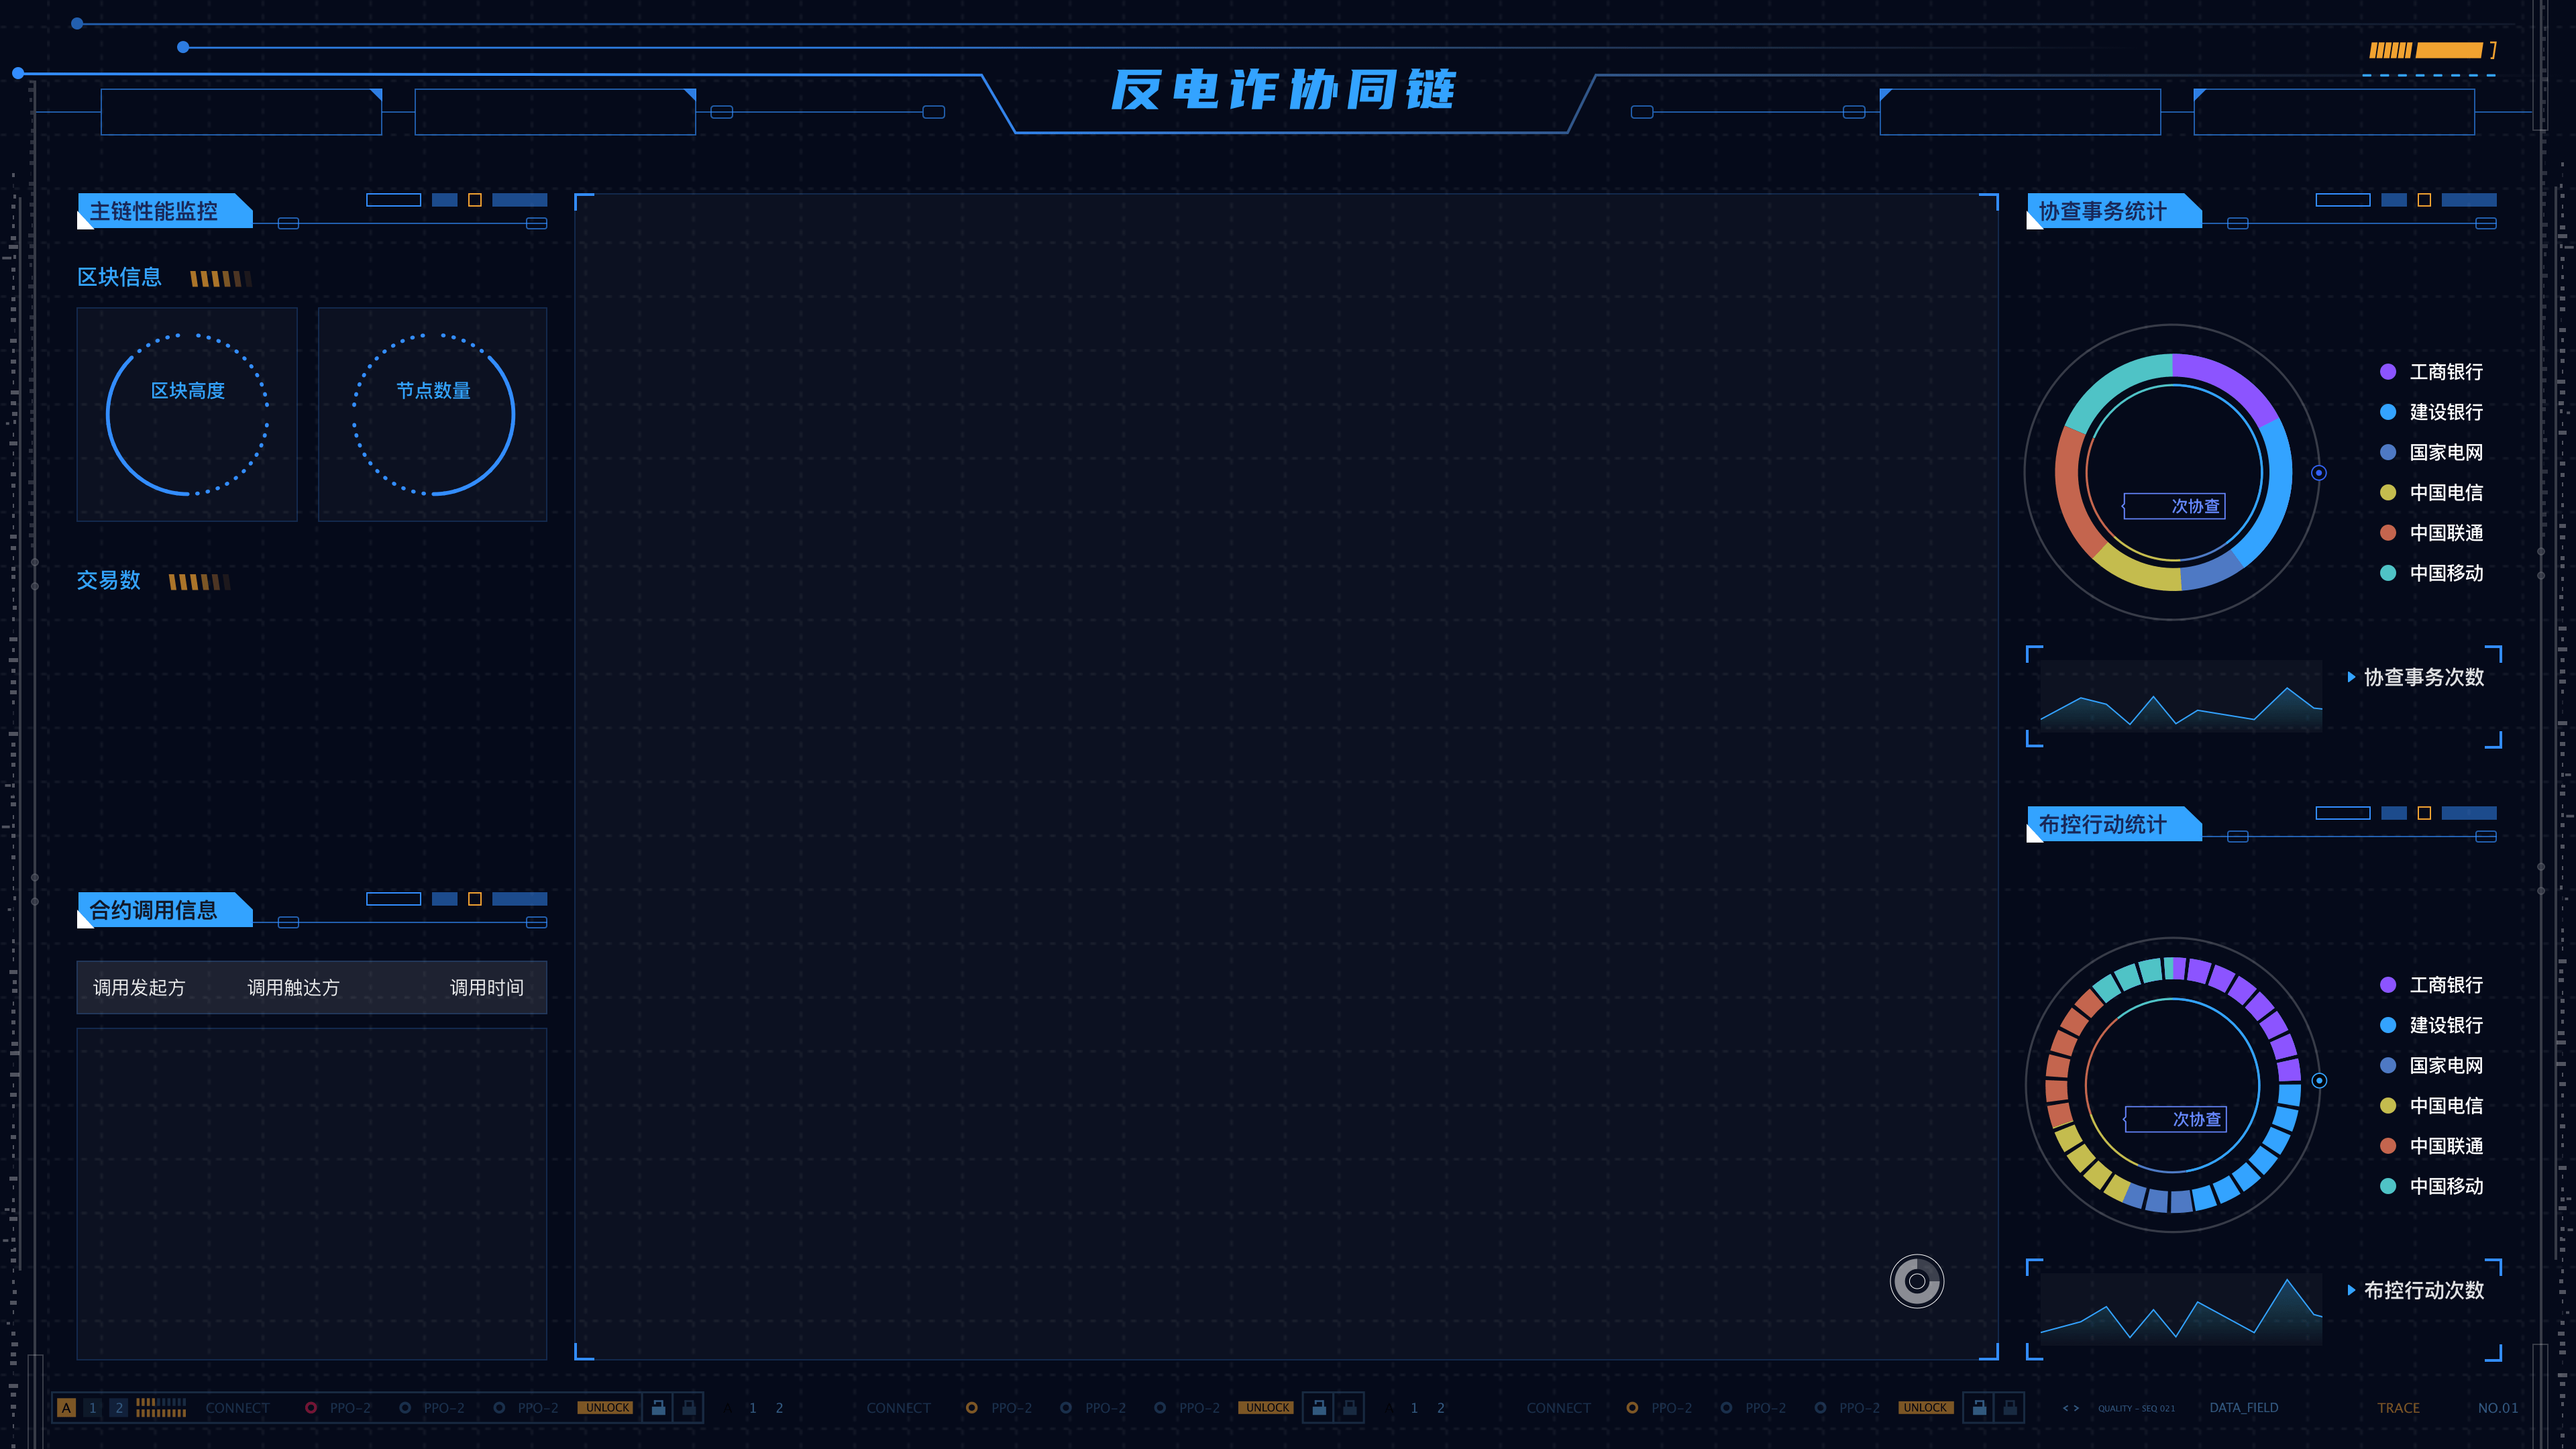 反电诈协同链
主链性能监控
区块信息
区块高度
节点数量
交易数
合约调用信息
调用发起方 调用触达方 调用时间
协查事务统计
次协查
工商银行
建设银行
国家电网
中国电信
中国联通
中国移动
协查事务次数
布控行动统计
次协查
工商银行
建设银行
国家电网
中国电信
中国联通
中国移动
布控行动次数
A 1 2 CONNECT PPO-2 PPO-2 PPO-2 UNLOCK 1 2 CONNECT PPO-2 PPO-2 PPO-2 UNLOCK 1 2 CONNECT PPO-2 PPO-2 PPO-2 UNLOCK < > QUALITY - SEQ 021 DATA_FIELD TRACE NO.01